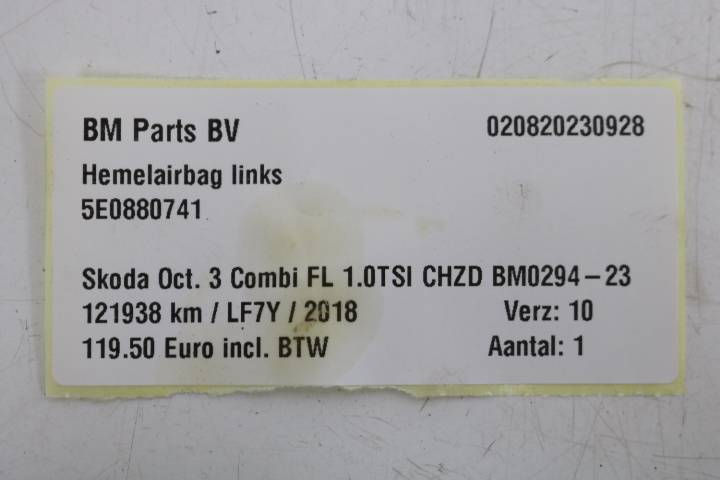 BM Parts BV 020820230928
Hemelairbag links
5E0880741
Skoda Oct. 3 Combi FL 1.0TSI CHZD BM0294-23
121938 km / LF7Y / 2018 Verz: 10
119.50 Euro incl. BTW Aantal: 1